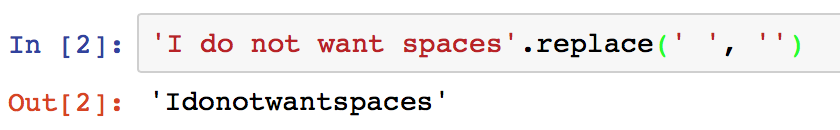 In [2]: 'I do not want spaces'.replace(' ', '')
Out[2]: 'Idonotwantspaces'